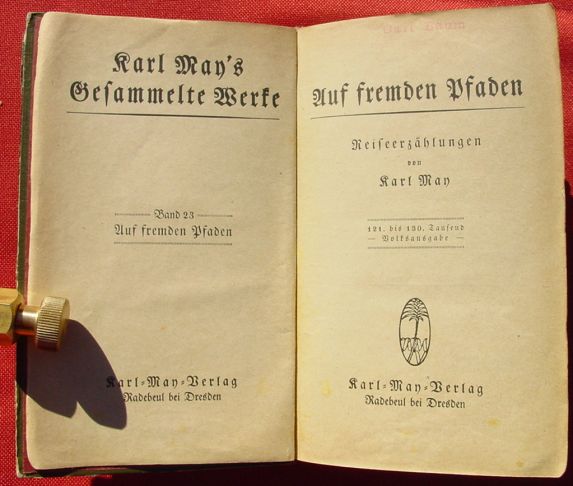 Karl May's
Gesammelte Werke
Band 23
Auf fremden Pfaden
Karl-May-Verlag
Radebeul bei Dresden
Auf fremden Pfaden
Reiseerzählungen
von
Karl May
121. bis 130. Tausend
— Volksausgabe —
Karl-May-Verlag
Radebeul bei Dresden